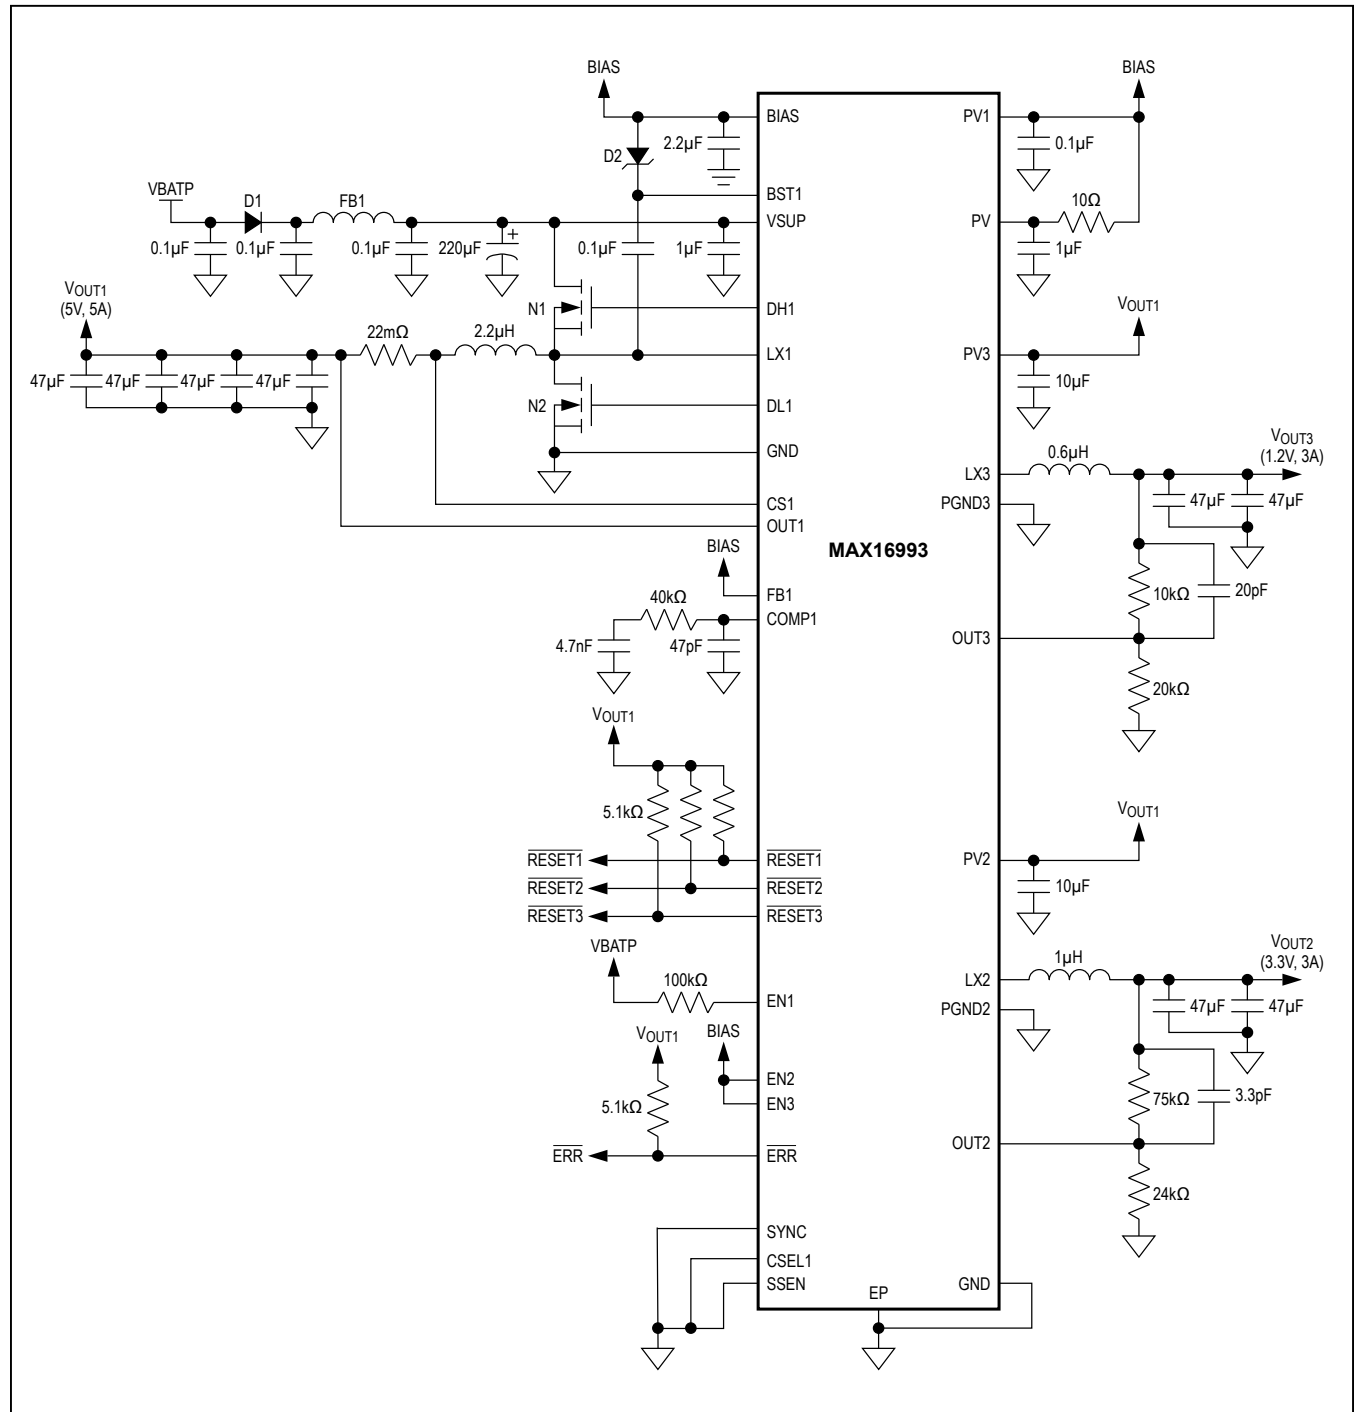 BIAS
BIAS
BIAS
PV1
2.2µF
0.1µF
D2
VBATP
D1
FB1
BST1
10Ω
VSUP
PV
0.1µF
0.1µF
0.1µF
220µF
+
0.1µF
1µF
1µF
VOUT1
(5V, 5A)
N1
DH1
VOUT1
22mΩ
2.2µH
LX1
PV3
47µF
47µF
47µF
47µF
10µF
N2
DL1
GND
0.6µH
VOUT3
(1.2V, 3A)
LX3
CS1
PGND3
47µF
47µF
OUT1
BIAS
MAX16993
FB1
40kΩ
10kΩ
20pF
COMP1
4.7nF
47pF
OUT3
20kΩ
VOUT1
5.1kΩ
VOUT1
RESET1
RESET1
PV2
RESET2
RESET2
10µF
RESET3
RESET3
VBATP
100kΩ
EN1
1µH
VOUT2
(3.3V, 3A)
LX2
PGND2
47µF
47µF
VOUT1
BIAS
EN2
5.1kΩ
EN3
75kΩ
3.3pF
ERR
ERR
OUT2
24kΩ
SYNC
CSEL1
SSEN
EP
GND